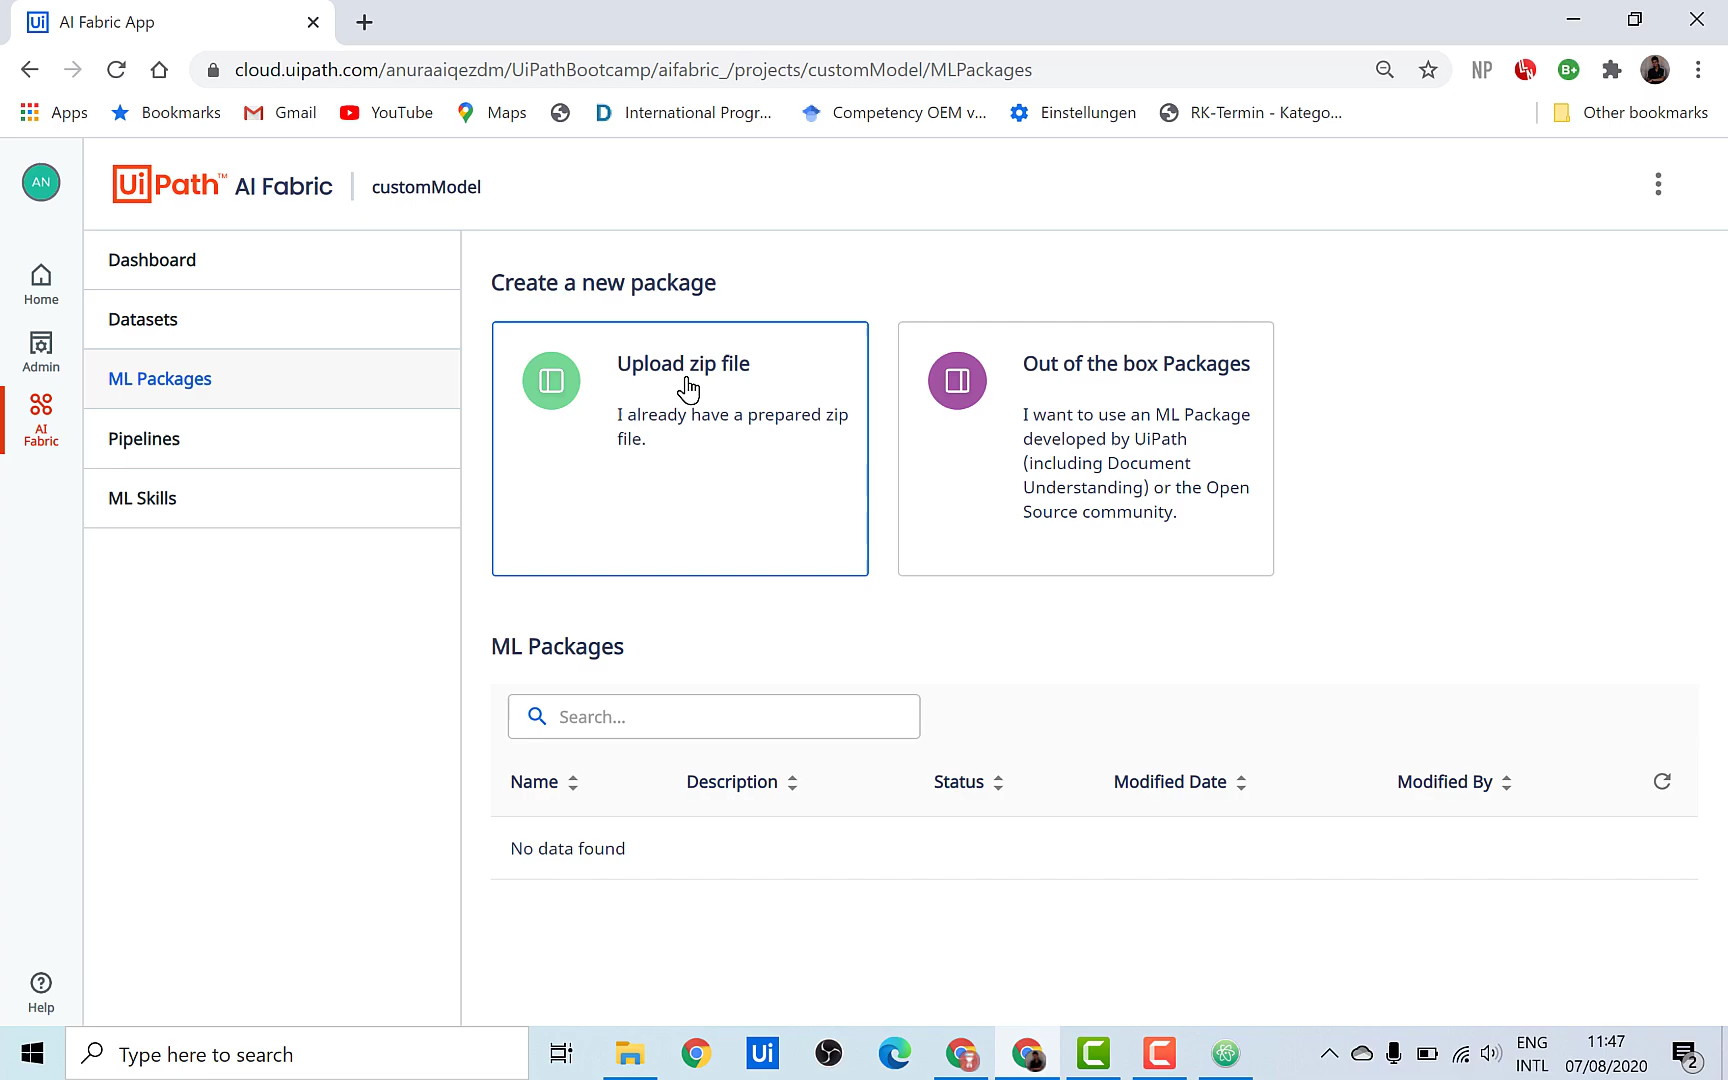 Ui AI Fabric App
cloud.uipath.com/anuraaiqezdm/UiPathBootcamp/aifabric_/projects/customModel/MLPackages
NP
B+
Apps
Bookmarks
Gmail
YouTube
Maps
International Progr...
Competency OEM v...
Einstellungen
RK-Termin - Katego...
Other bookmarks
AN
UiPath™ AI Fabric
customModel
Home
Admin
AI
Fabric
Help
Dashboard
Datasets
ML Packages
Pipelines
ML Skills
Create a new package
Upload zip file
I already have a prepared zip
file.
Out of the box Packages
I want to use an ML Package
developed by UiPath
(including Document
Understanding) or the Open
Source community.
ML Packages
Search...
Name
Description
Status
Modified Date
Modified By
No data found
Type here to search
Ui
ENG
INTL
11:47
07/08/2020
2